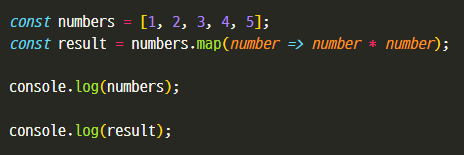 const numbers = [1, 2, 3, 4, 5];
const result = numbers.map(number => number * number);
console.log(numbers);
console.log(result);